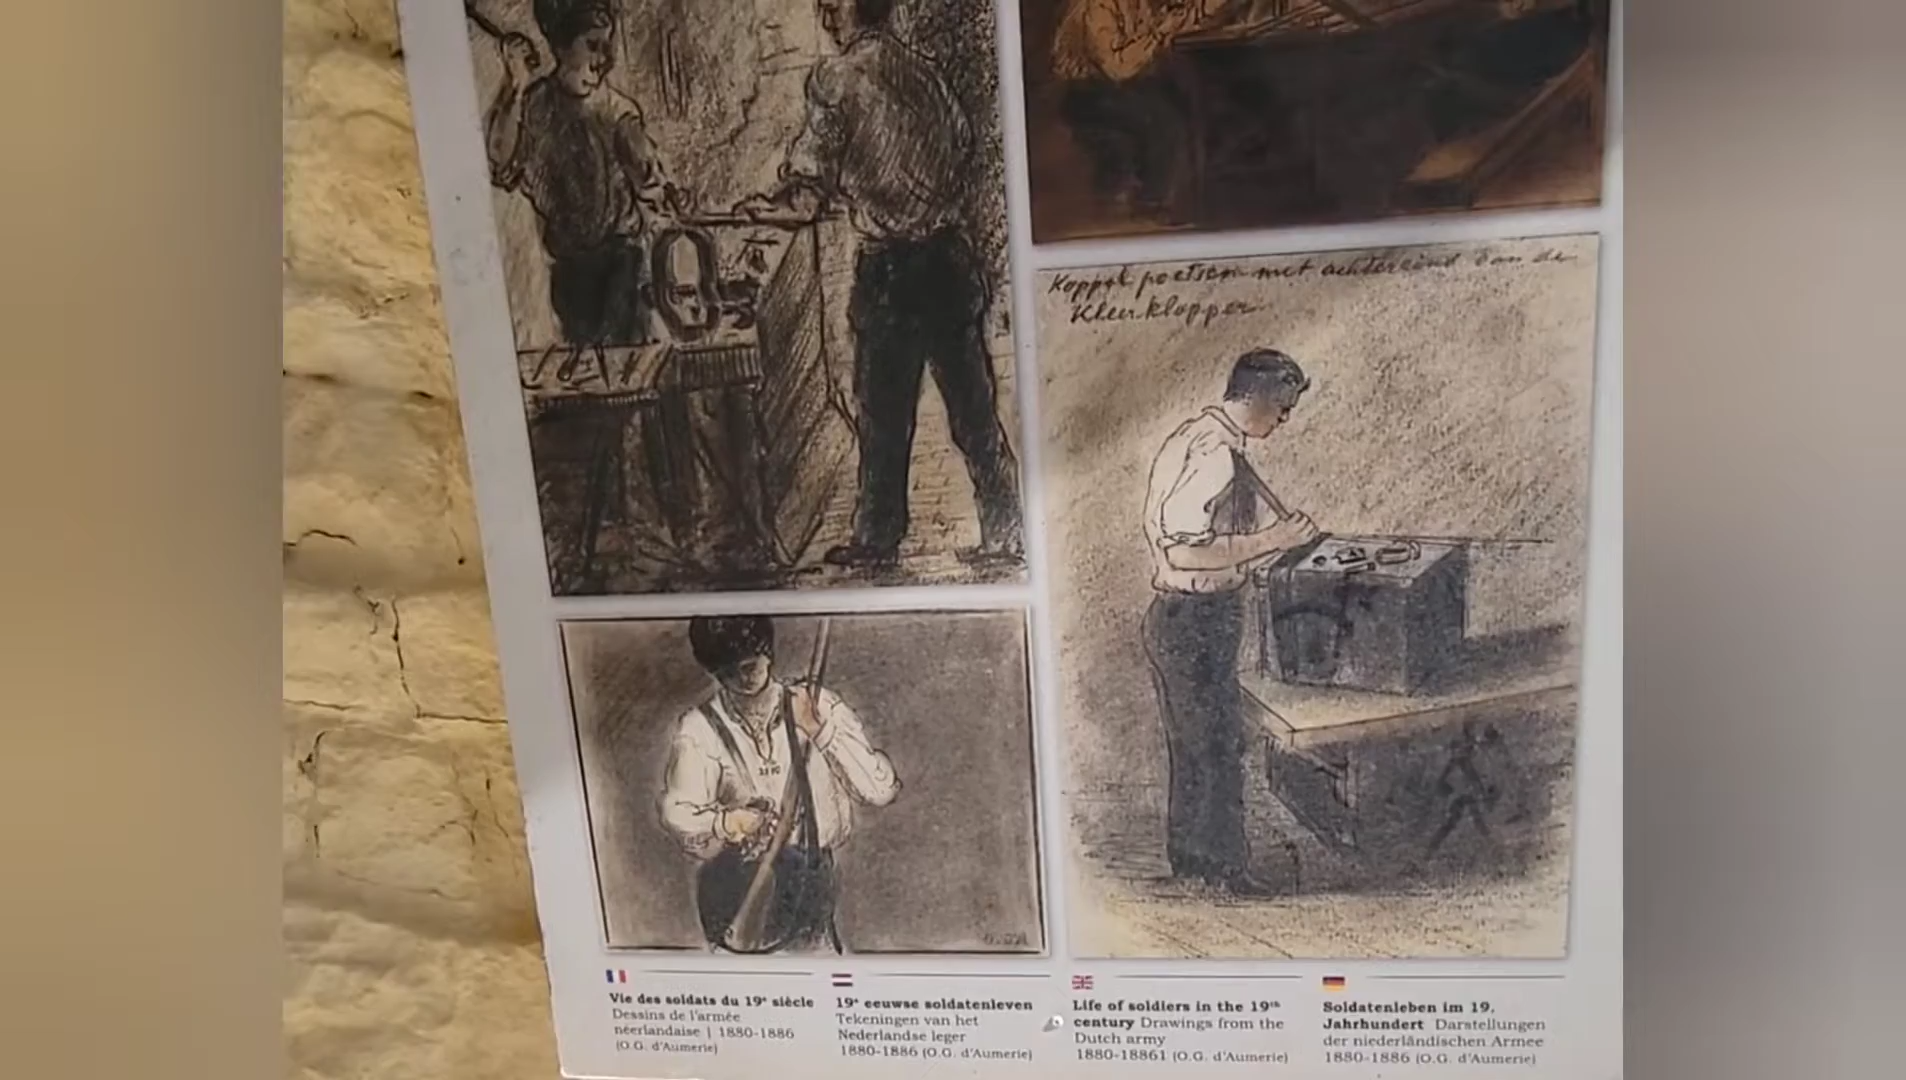 Koppel poetsen met achtereind van de
Kleerklopper.
Vie des soldats du 19e siècle
Dessins de l'armée
néerlandaise | 1880-1886
(O.G. d'Aumerie)
19e eeuwse soldatenleven
Tekeningen van het
Nederlandse leger
1880-1886 (O.G. d'Aumerie)
Life of soldiers in the 19th
century Drawings from the
Dutch army
1880-18861 (O.G. d'Aumerie)
Soldatenleben im 19.
Jahrhundert Darstellungen
der niederländischen Armee
1880-1886 (O.G. d'Aumerie)